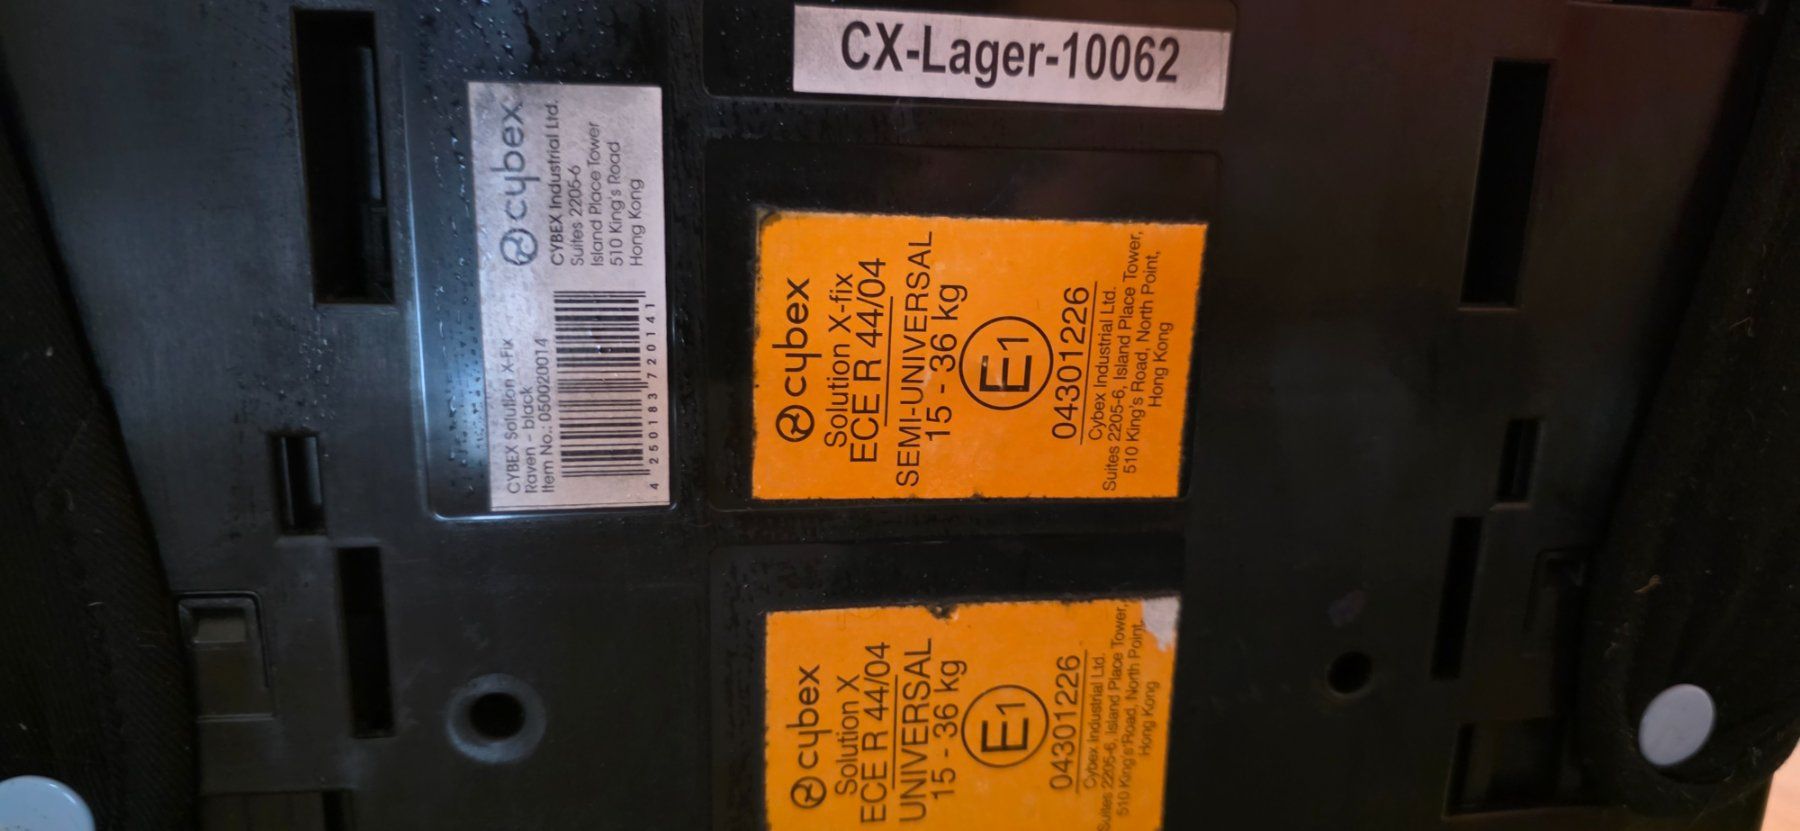 CX-Lager-10062
CYBEX Solution X-Fix
Raven - black
Item No.: 050020014
4 250183 720141
cybex
CYBEX Industrial Ltd.
Suites 2205-6
Island Place Tower
510 King's Road
Hong Kong
cybex
Solution X-fix
ECE R 44/04
SEMI-UNIVERSAL
15 - 36 kg
E1
04301226
Cybex Industrial Ltd.
Suites 2205-6, Island Place Tower,
510 King's Road, North Point,
Hong Kong
cybex
Solution X
ECE R 44/04
UNIVERSAL
15 - 36 kg
E1
04301226
Cybex Industrial Ltd.
Suites 2205-6, Island Place Tower,
510 King's Road, North Point,
Hong Kong